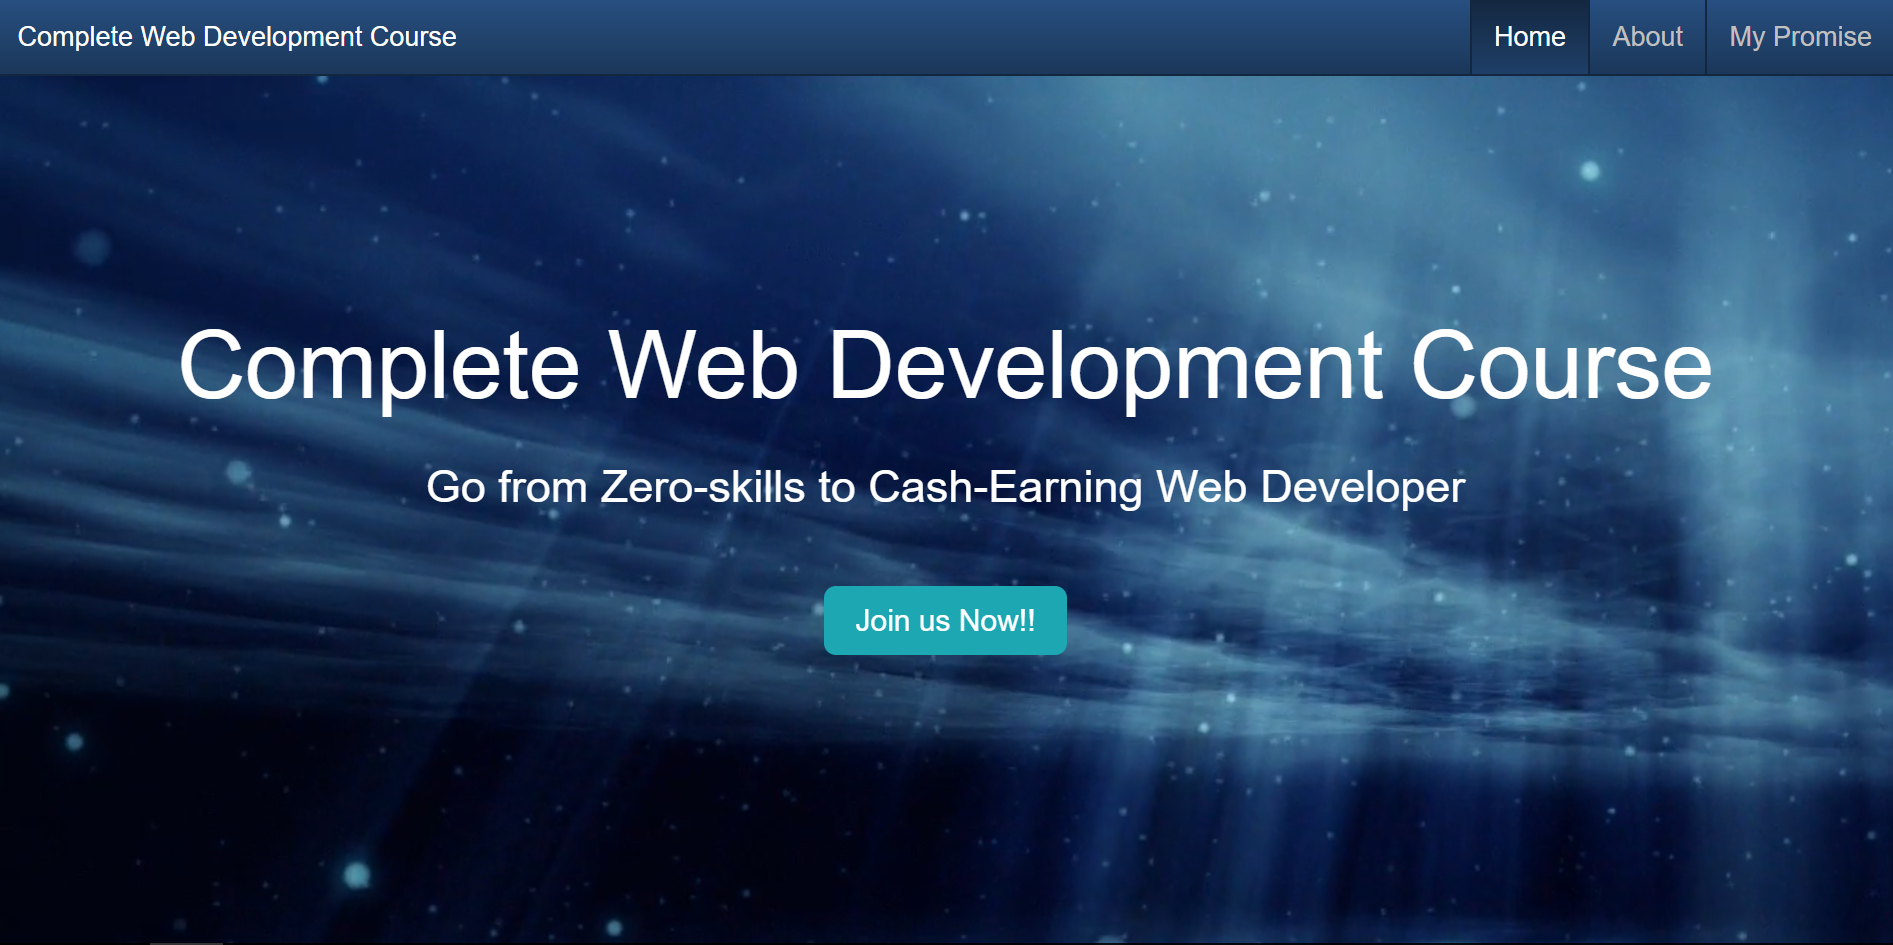 Complete Web Development Course
Home
About
My Promise
Complete Web Development Course
Go from Zero-skills to Cash-Earning Web Developer
Join us Now!!